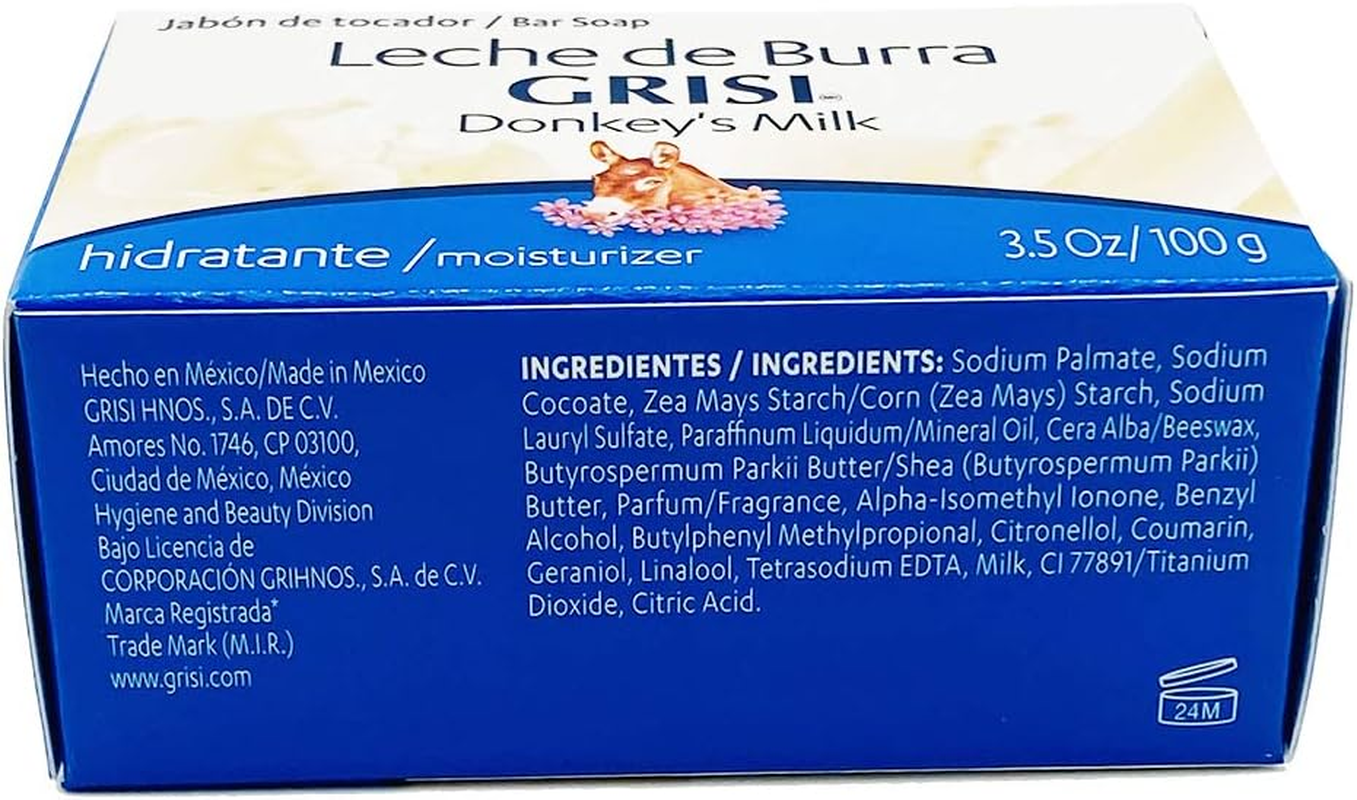 Jabón de tocador / Bar Soap
Leche de Burra
GRISI
Donkey's Milk
hidratante / moisturizer
3.5 Oz/ 100 g
Hecho en México/Made in Mexico
GRISI HNOS., S.A. DE C.V.
Amores No. 1746, CP 03100,
Ciudad de México, México
Hygiene and Beauty Division
Bajo Licencia de
CORPORACIÓN GRIHNOS., S.A. de C.V.
Marca Registrada*
Trade Mark (M.I.R.)
www.grisi.com
INGREDIENTES / INGREDIENTS: Sodium Palmate, Sodium
Cocoate, Zea Mays Starch/Corn (Zea Mays) Starch, Sodium
Lauryl Sulfate, Paraffinum Liquidum/Mineral Oil, Cera Alba/Beeswax,
Butyrospermum Parkii Butter/Shea (Butyrospermum Parkii)
Butter, Parfum/Fragrance, Alpha-Isomethyl Ionone, Benzyl
Alcohol, Butylphenyl Methylpropional, Citronellol, Coumarin,
Geraniol, Linalool, Tetrasodium EDTA, Milk, CI 77891/Titanium
Dioxide, Citric Acid.
24M